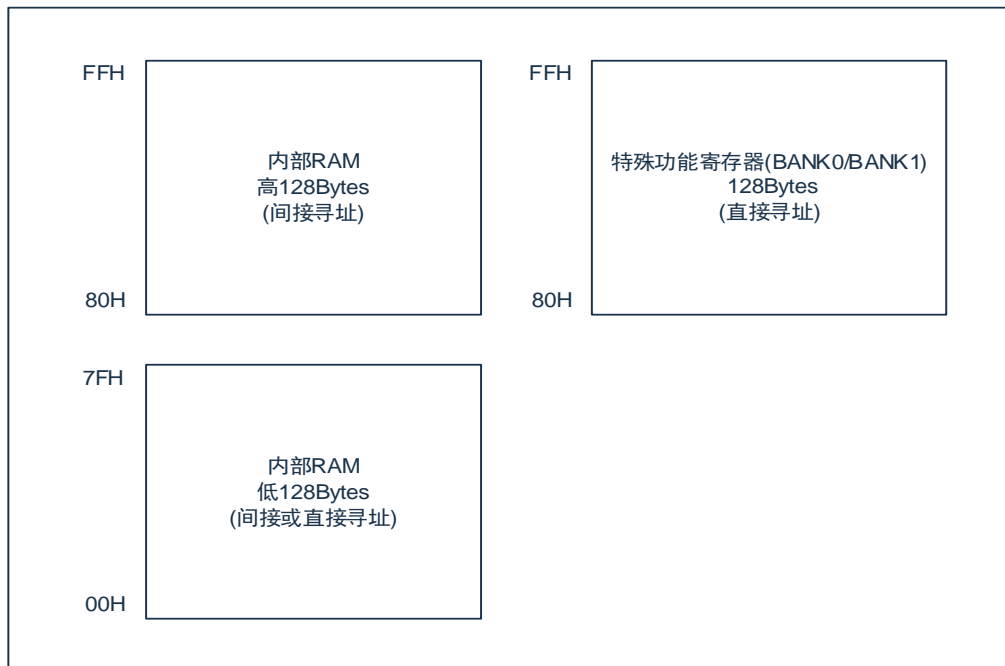 FFH
内部RAM
高128Bytes
(间接寻址)
80H
FFH
特殊功能寄存器(BANK0/BANK1)
128Bytes
(直接寻址)
80H
7FH
内部RAM
低128Bytes
(间接或直接寻址)
00H